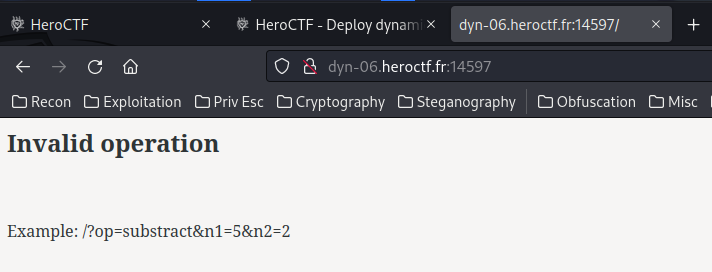 HeroCTF
HeroCTF - Deploy dynami
dyn-06.heroctf.fr:14597/
dyn-06.heroctf.fr:14597
Recon Exploitation Priv Esc Cryptography Steganography Obfuscation Misc
Invalid operation
Example: /?op=substract&n1=5&n2=2